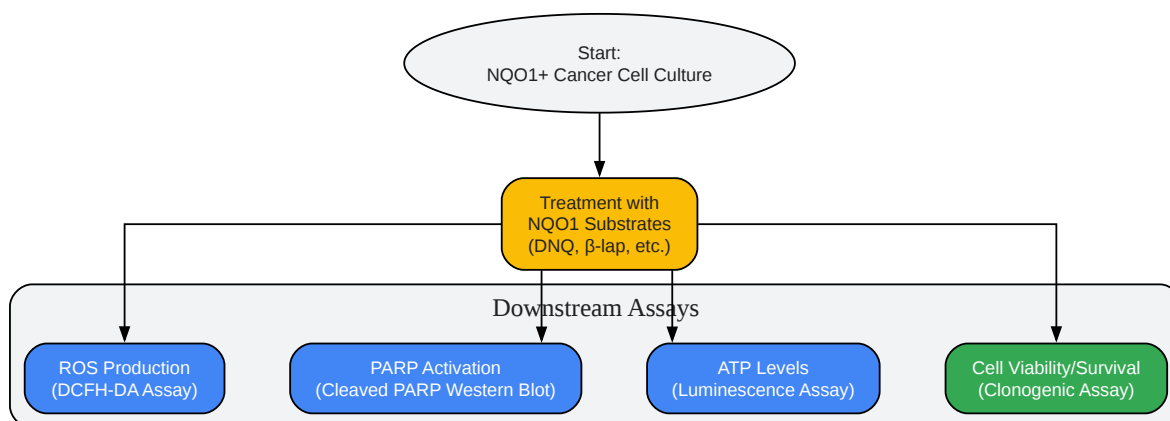 Start:
NQO1+ Cancer Cell Culture
Treatment with
NQO1 Substrates
(DNQ, β-lap, etc.)
Downstream Assays
ROS Production
(DCFH-DA Assay)
PARP Activation
(Cleaved PARP Western Blot)
ATP Levels
(Luminescence Assay)
Cell Viability/Survival
(Clonogenic Assay)